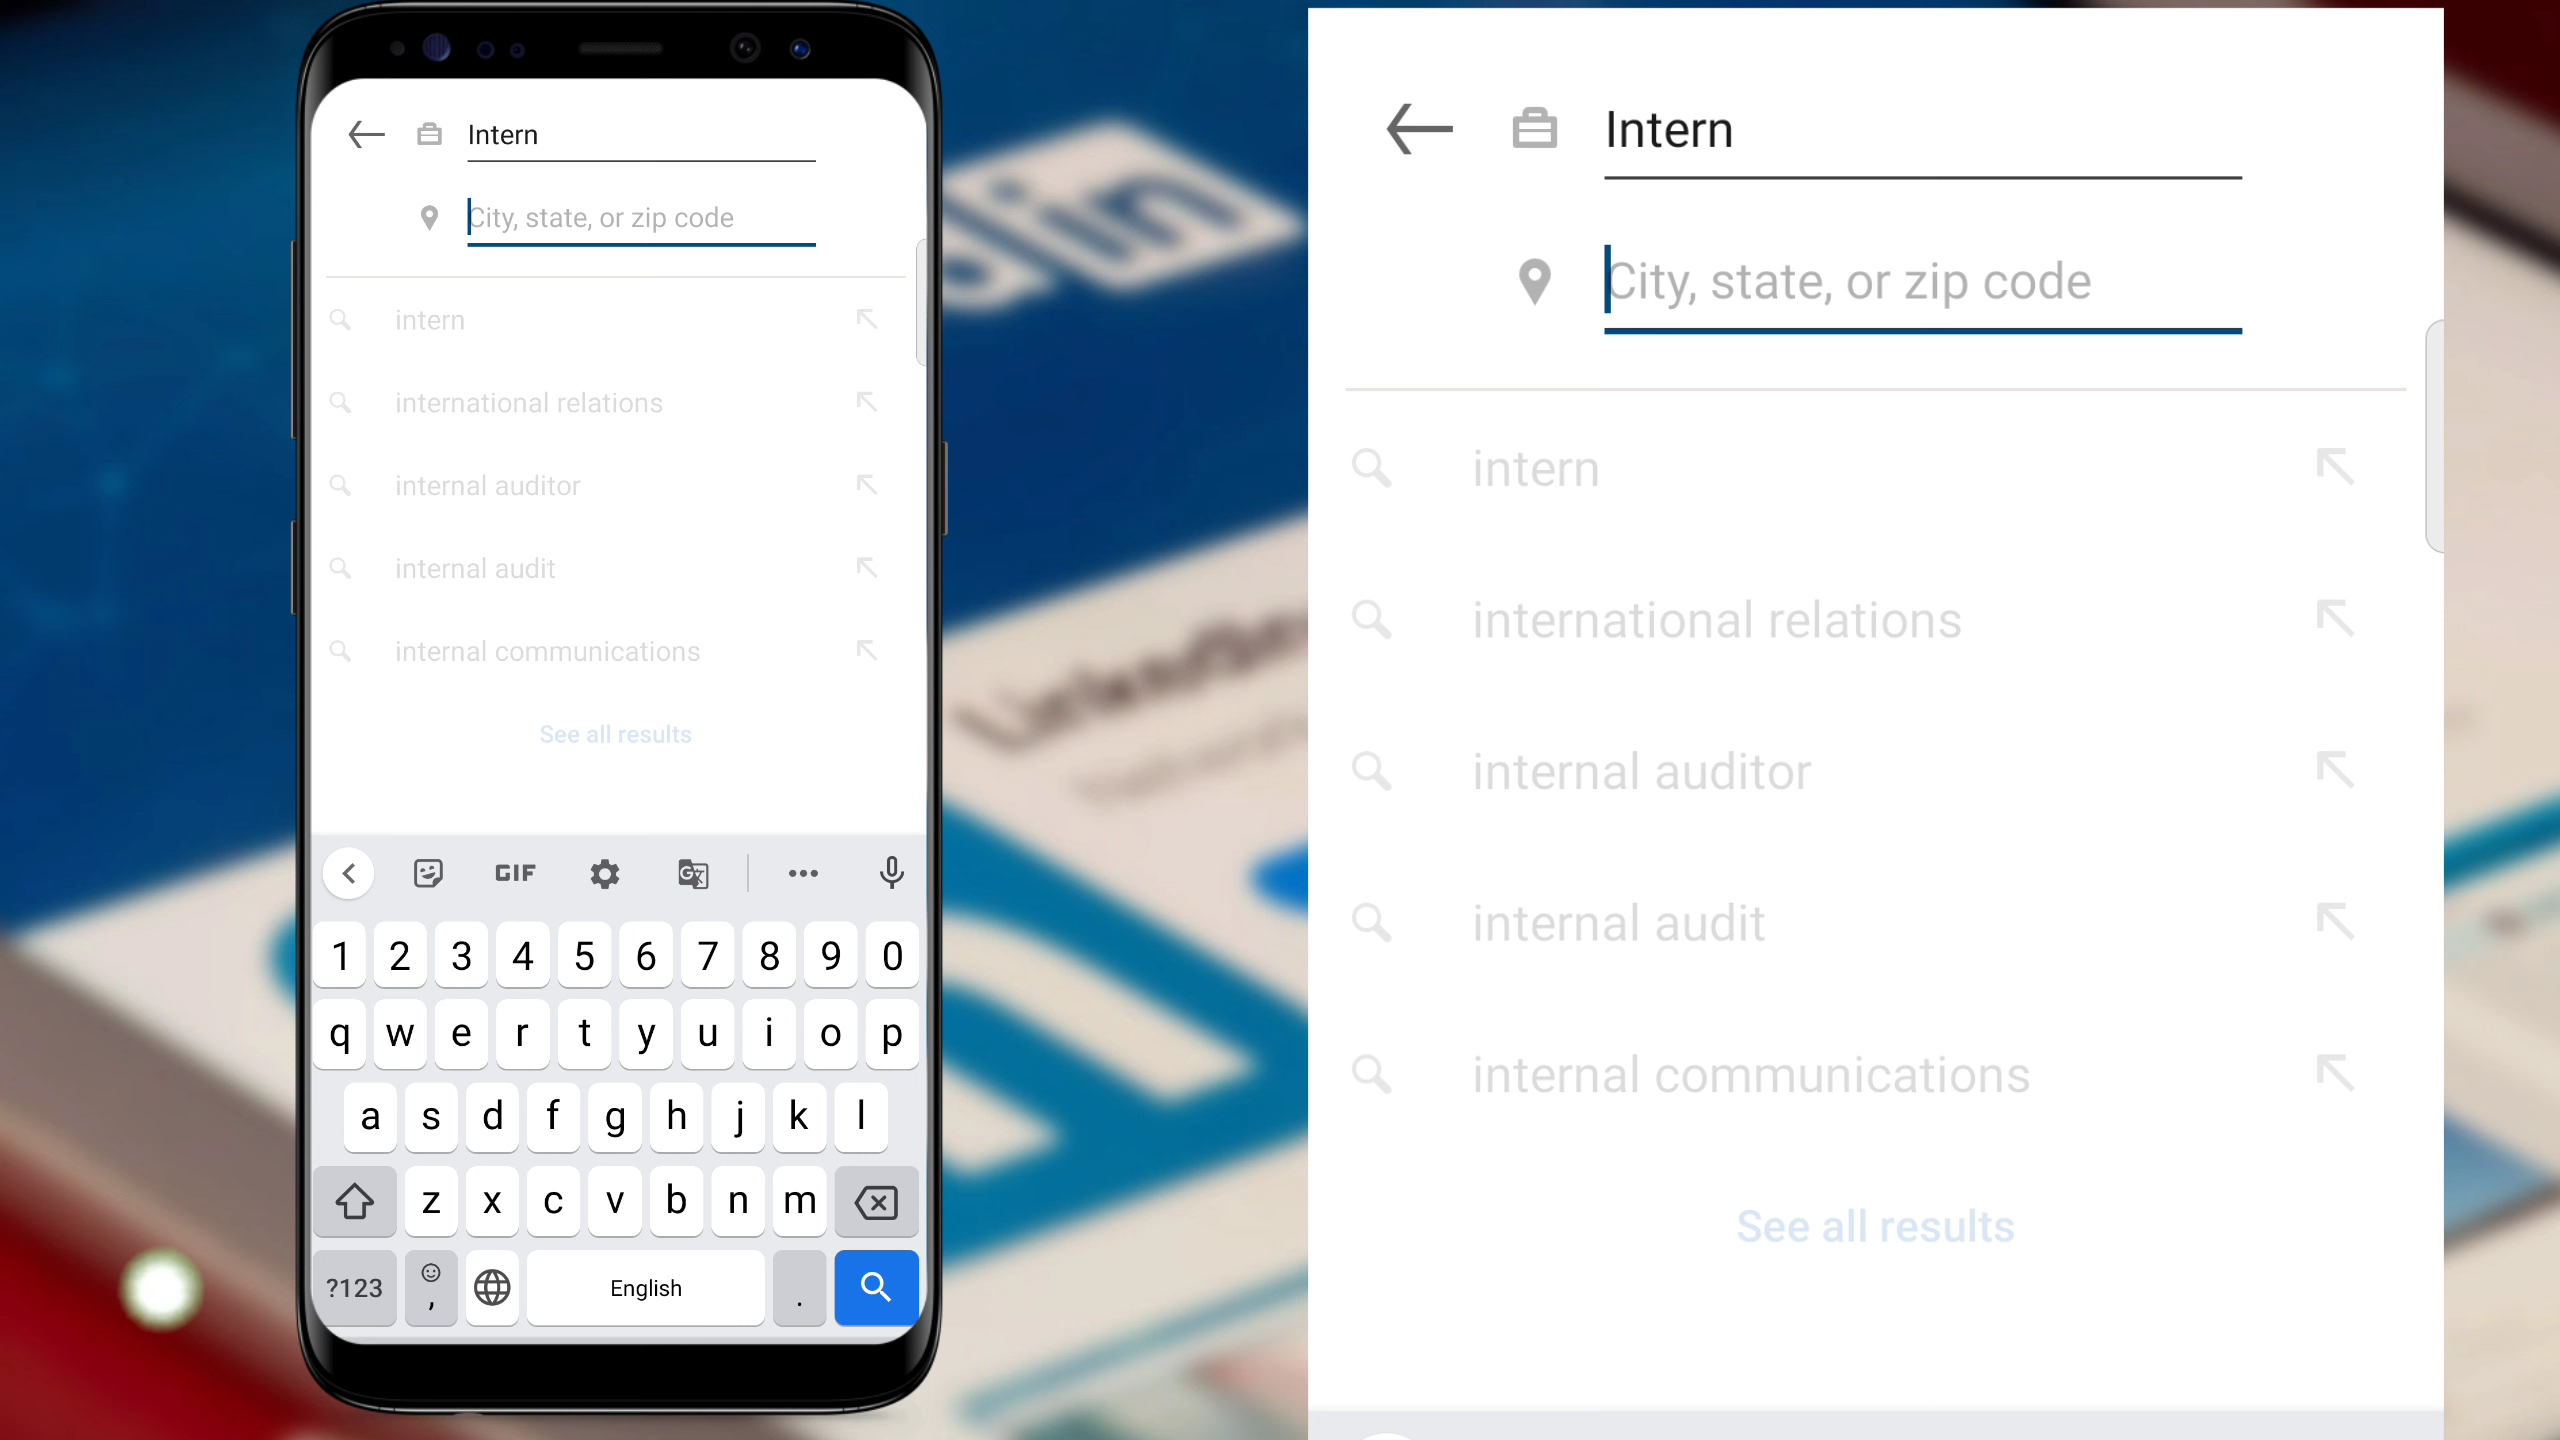 Intern
City, state, or zip code
intern
international relations
internal auditor
internal audit
internal communications
See all results
GIF
1 2 3 4 5 6 7 8 9 0
q w e r t y u i o p
a s d f g h j k l
z x c v b n m
?123 , English .
in
Intern
City, state, or zip code
intern
international relations
internal auditor
internal audit
internal communications
See all results